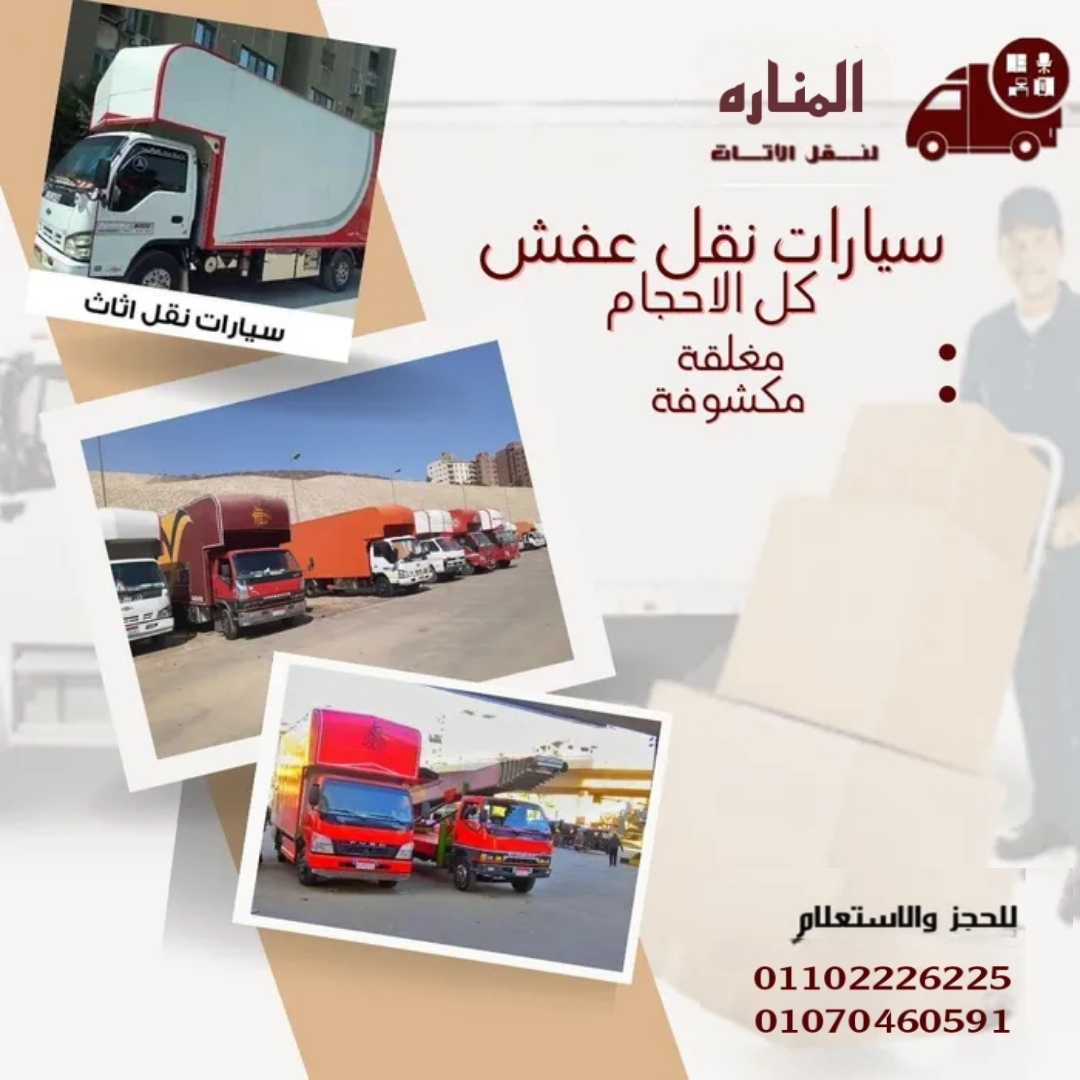 المناره
لنقل الاثاث
سيارات نقل عفش
كل الاحجام
مغلقة
مكشوفة
سيارات نقل اثاث
للحجز والاستعلام
01102226225
01070460591